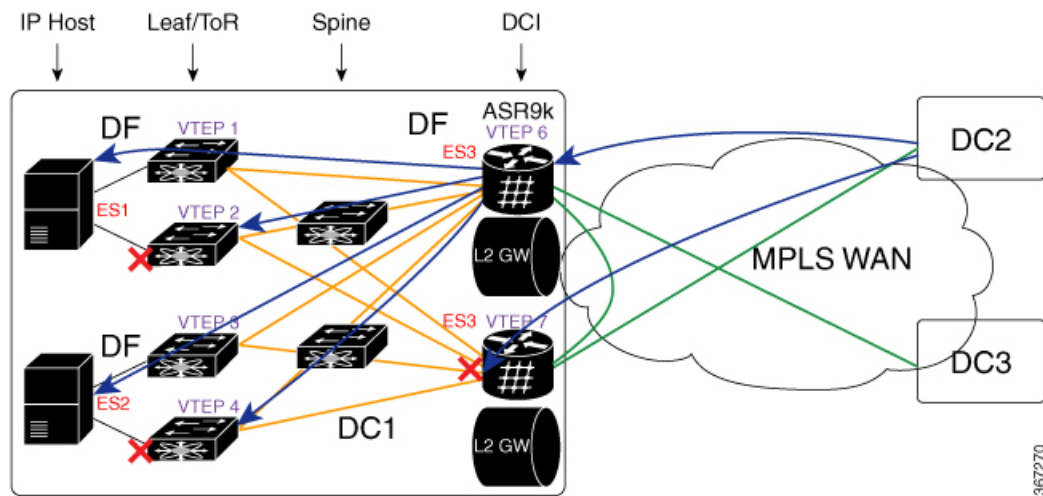 IP Host
Leaf/ToR
Spine
DCI
DF
VTEP 1
DF
ASR9k
VTEP 6
ES3
ES1
VTEP 2
L2 GW
DC2
MPLS WAN
DF
VTEP 3
ES3
VTEP 7
ES2
VTEP 4
DC1
L2 GW
DC3
367270